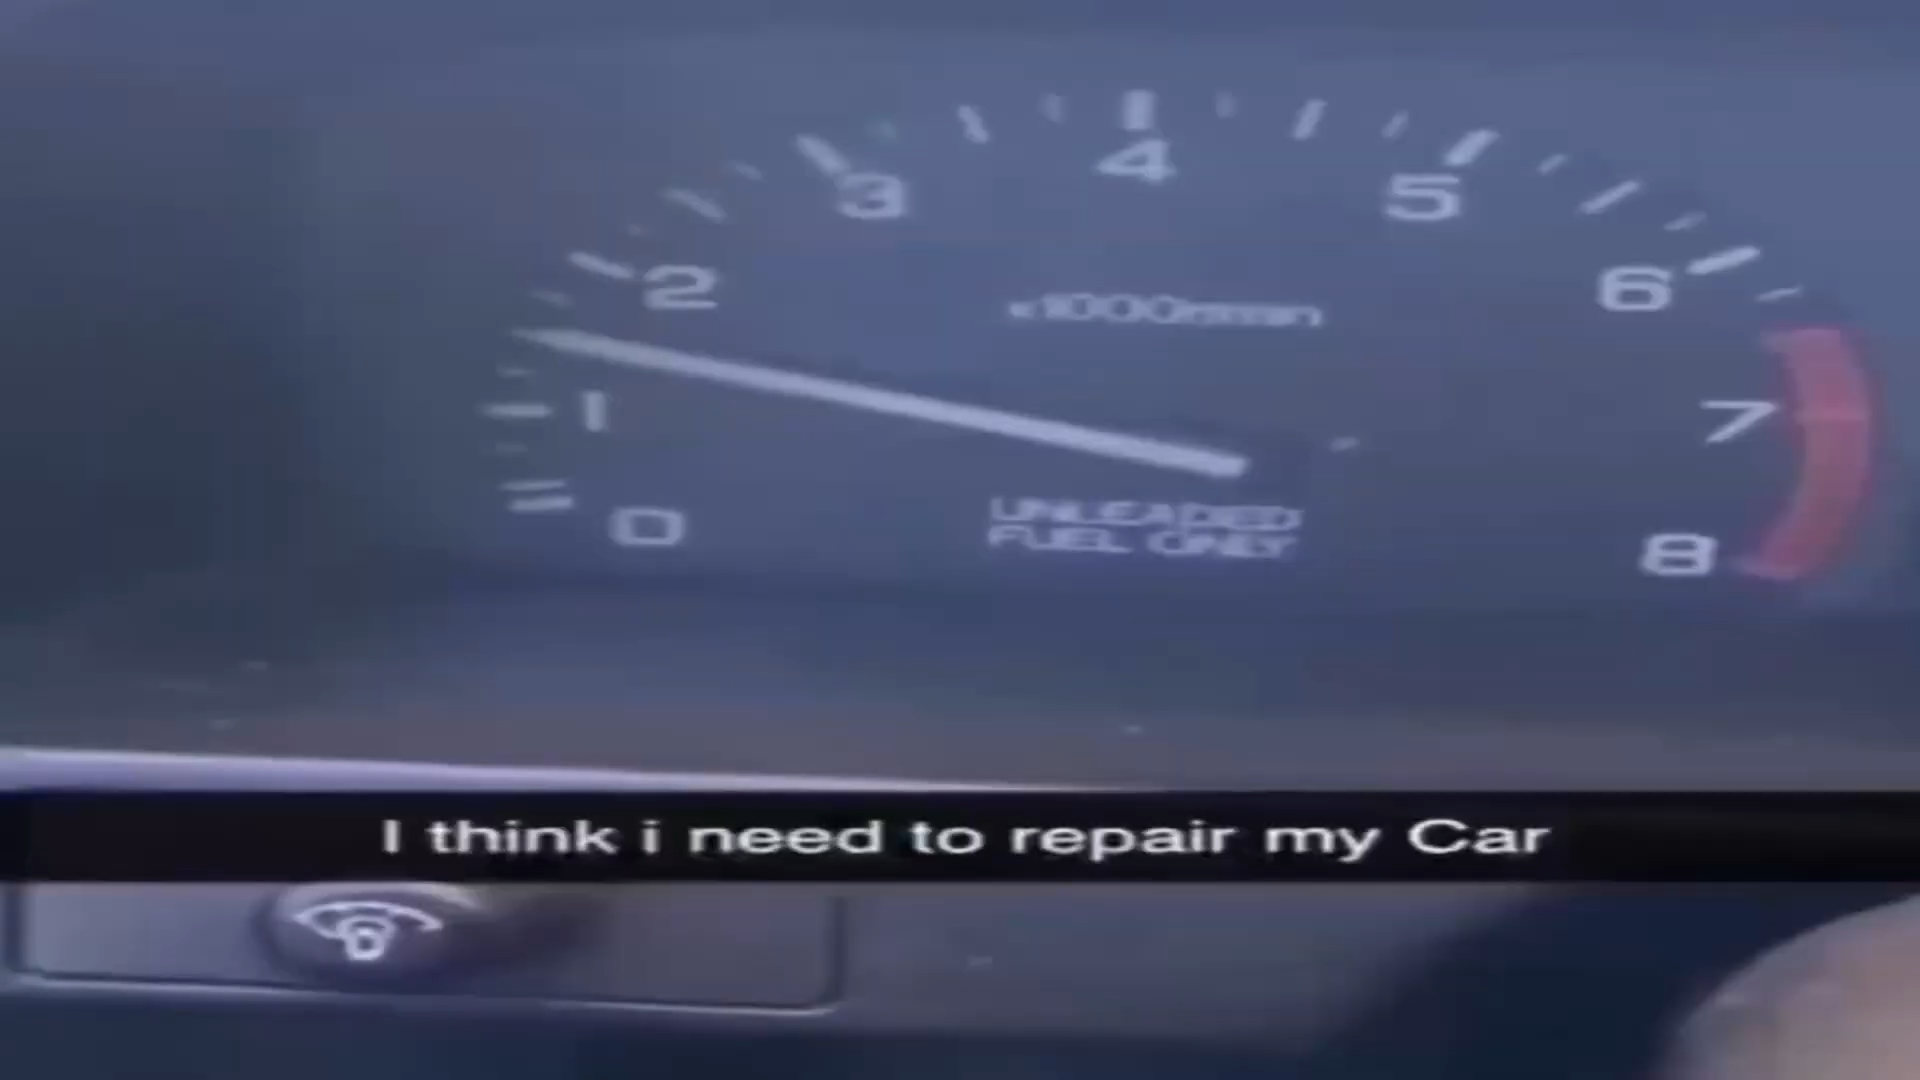 3 4 5
2 6
x1000r/min
1 7
0 8
UNLEADED
FUEL ONLY
I think i need to repair my Car